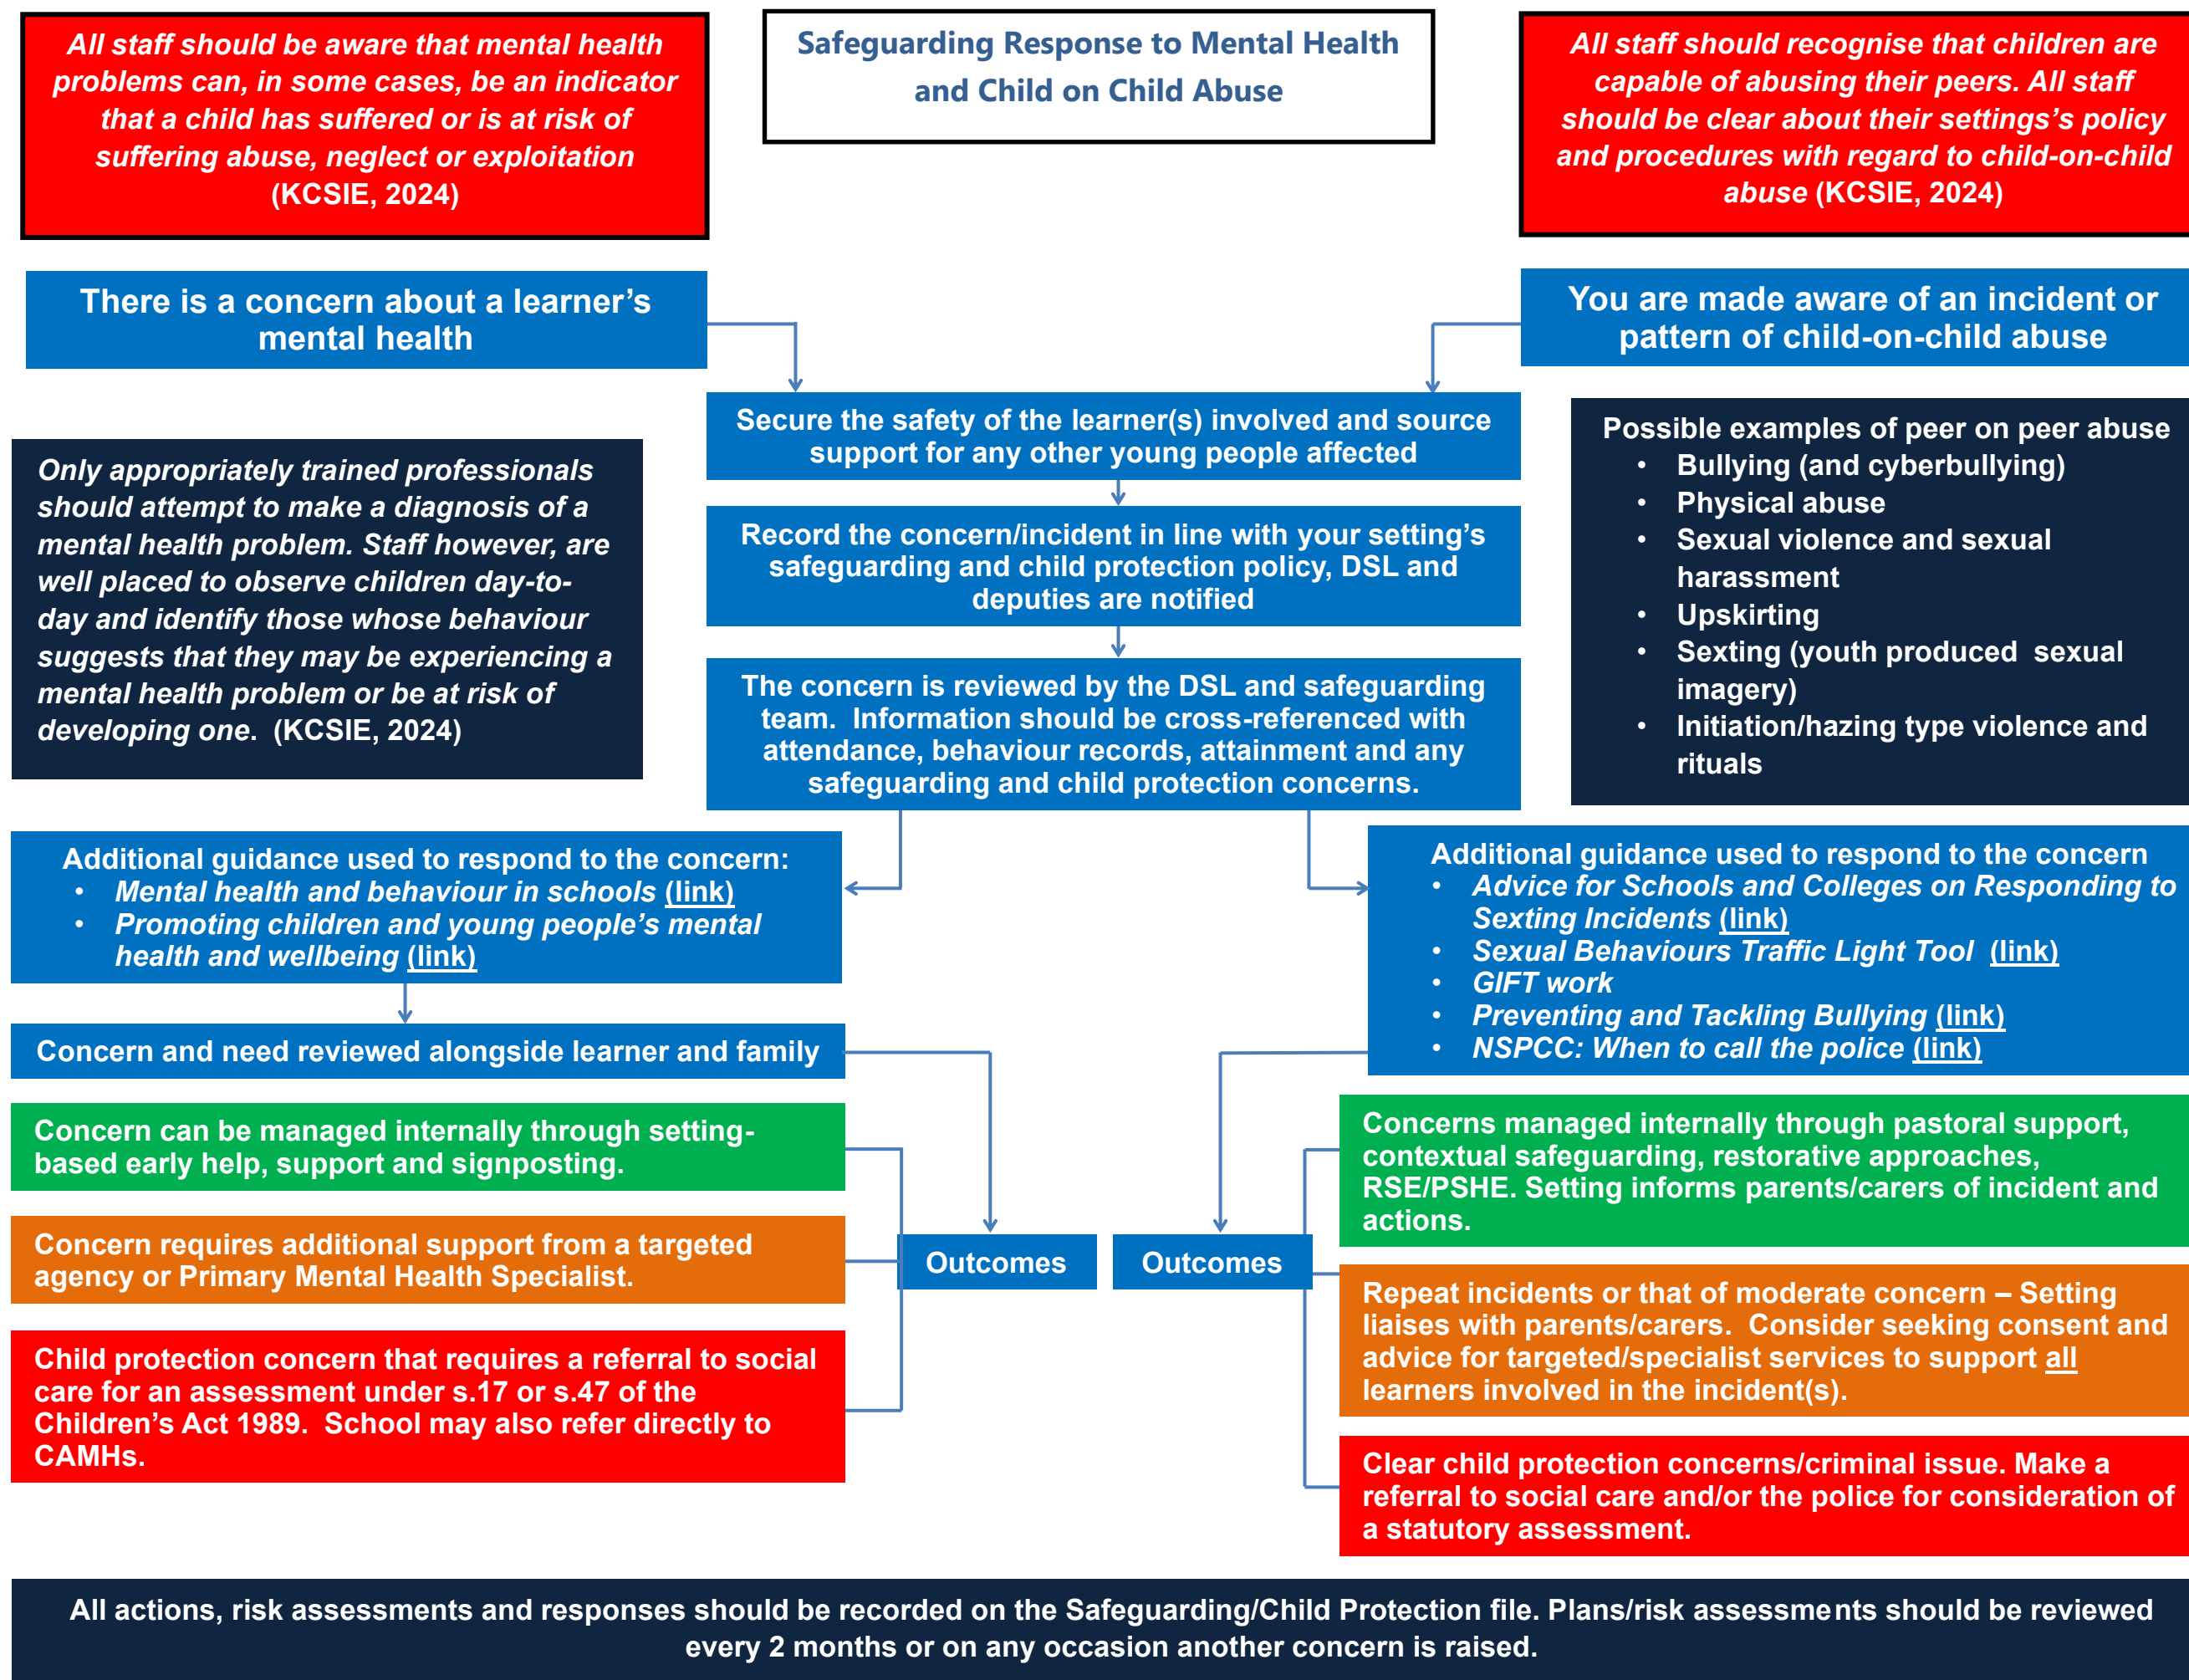 All staff should be aware that mental health
problems can, in some cases, be an indicator
that a child has suffered or is at risk of
suffering abuse, neglect or exploitation
(KCSIE, 2024)
Safeguarding Response to Mental Health
and Child on Child Abuse
All staff should recognise that children are
capable of abusing their peers. All staff
should be clear about their settings's policy
and procedures with regard to child-on-child
abuse (KCSIE, 2024)
There is a concern about a learner's
mental health
You are made aware of an incident or
pattern of child-on-child abuse
Secure the safety of the learner(s) involved and source
support for any other young people affected
Only appropriately trained professionals
should attempt to make a diagnosis of a
mental health problem. Staff however, are
well placed to observe children day-to-
day and identify those whose behaviour
suggests that they may be experiencing a
mental health problem or be at risk of
developing one.  (KCSIE, 2024)
Record the concern/incident in line with your setting's
safeguarding and child protection policy, DSL and
deputies are notified
Possible examples of peer on peer abuse
• Bullying (and cyberbullying)
• Physical abuse
• Sexual violence and sexual
harassment
• Upskirting
• Sexting (youth produced  sexual
imagery)
• Initiation/hazing type violence and
rituals
The concern is reviewed by the DSL and safeguarding
team.  Information should be cross-referenced with
attendance, behaviour records, attainment and any
safeguarding and child protection concerns.
Additional guidance used to respond to the concern:
• Mental health and behaviour in schools (link)
• Promoting children and young people's mental
health and wellbeing (link)
Additional guidance used to respond to the concern
• Advice for Schools and Colleges on Responding to
Sexting Incidents (link)
• Sexual Behaviours Traffic Light Tool  (link)
• GIFT work
• Preventing and Tackling Bullying (link)
• NSPCC: When to call the police (link)
Concern and need reviewed alongside learner and family
Concern can be managed internally through setting-
based early help, support and signposting.
Concern requires additional support from a targeted
agency or Primary Mental Health Specialist.
Child protection concern that requires a referral to social
care for an assessment under s.17 or s.47 of the
Children's Act 1989.  School may also refer directly to
CAMHs.
Outcomes
Outcomes
Concerns managed internally through pastoral support,
contextual safeguarding, restorative approaches,
RSE/PSHE. Setting informs parents/carers of incident and
actions.
Repeat incidents or that of moderate concern – Setting
liaises with parents/carers.  Consider seeking consent and
advice for targeted/specialist services to support all
learners involved in the incident(s).
Clear child protection concerns/criminal issue. Make a
referral to social care and/or the police for consideration of
a statutory assessment.
All actions, risk assessments and responses should be recorded on the Safeguarding/Child Protection file. Plans/risk assessments should be reviewed
every 2 months or on any occasion another concern is raised.